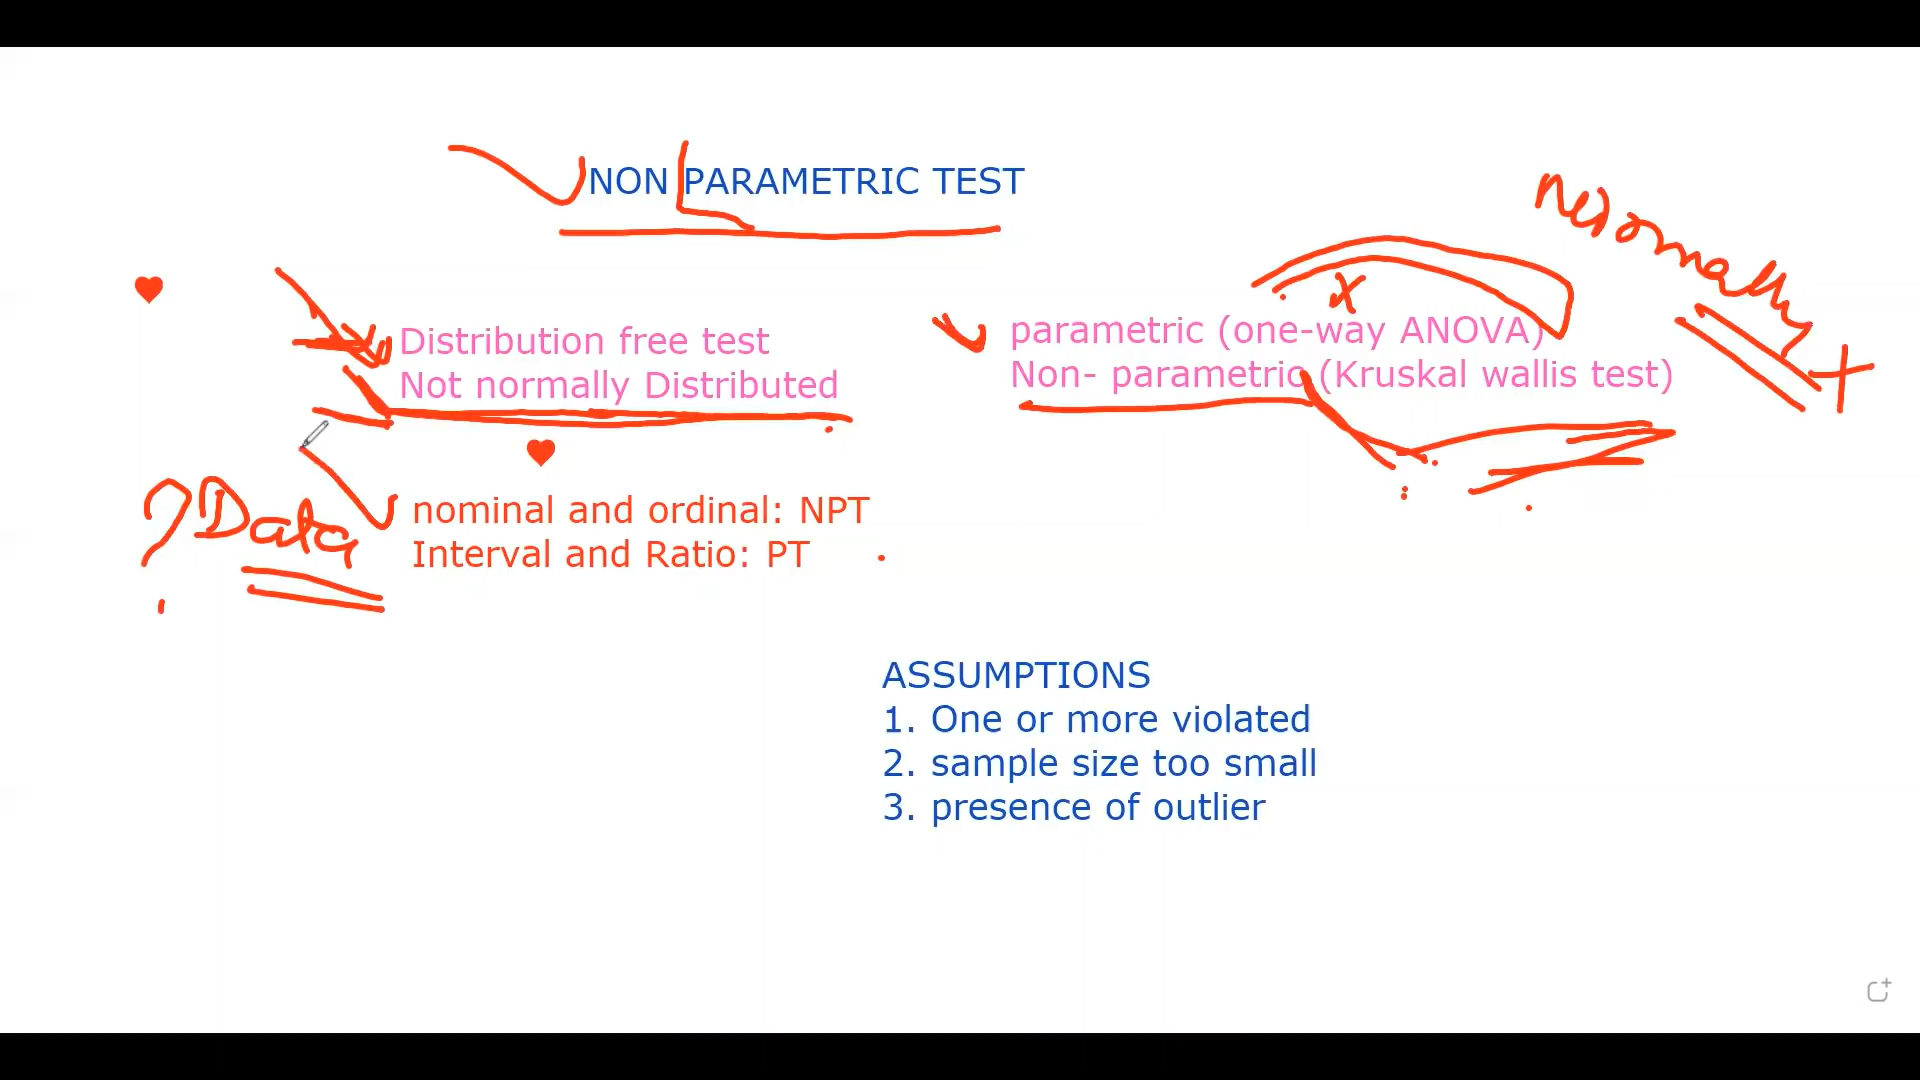 NON PARAMETRIC TEST
Normally
Distribution free test
Not normally Distributed
x
parametric (one-way ANOVA)
Non- parametric (Kruskal wallis test)
? Data
nominal and ordinal: NPT
Interval and Ratio: PT
ASSUMPTIONS
1. One or more violated
2. sample size too small
3. presence of outlier